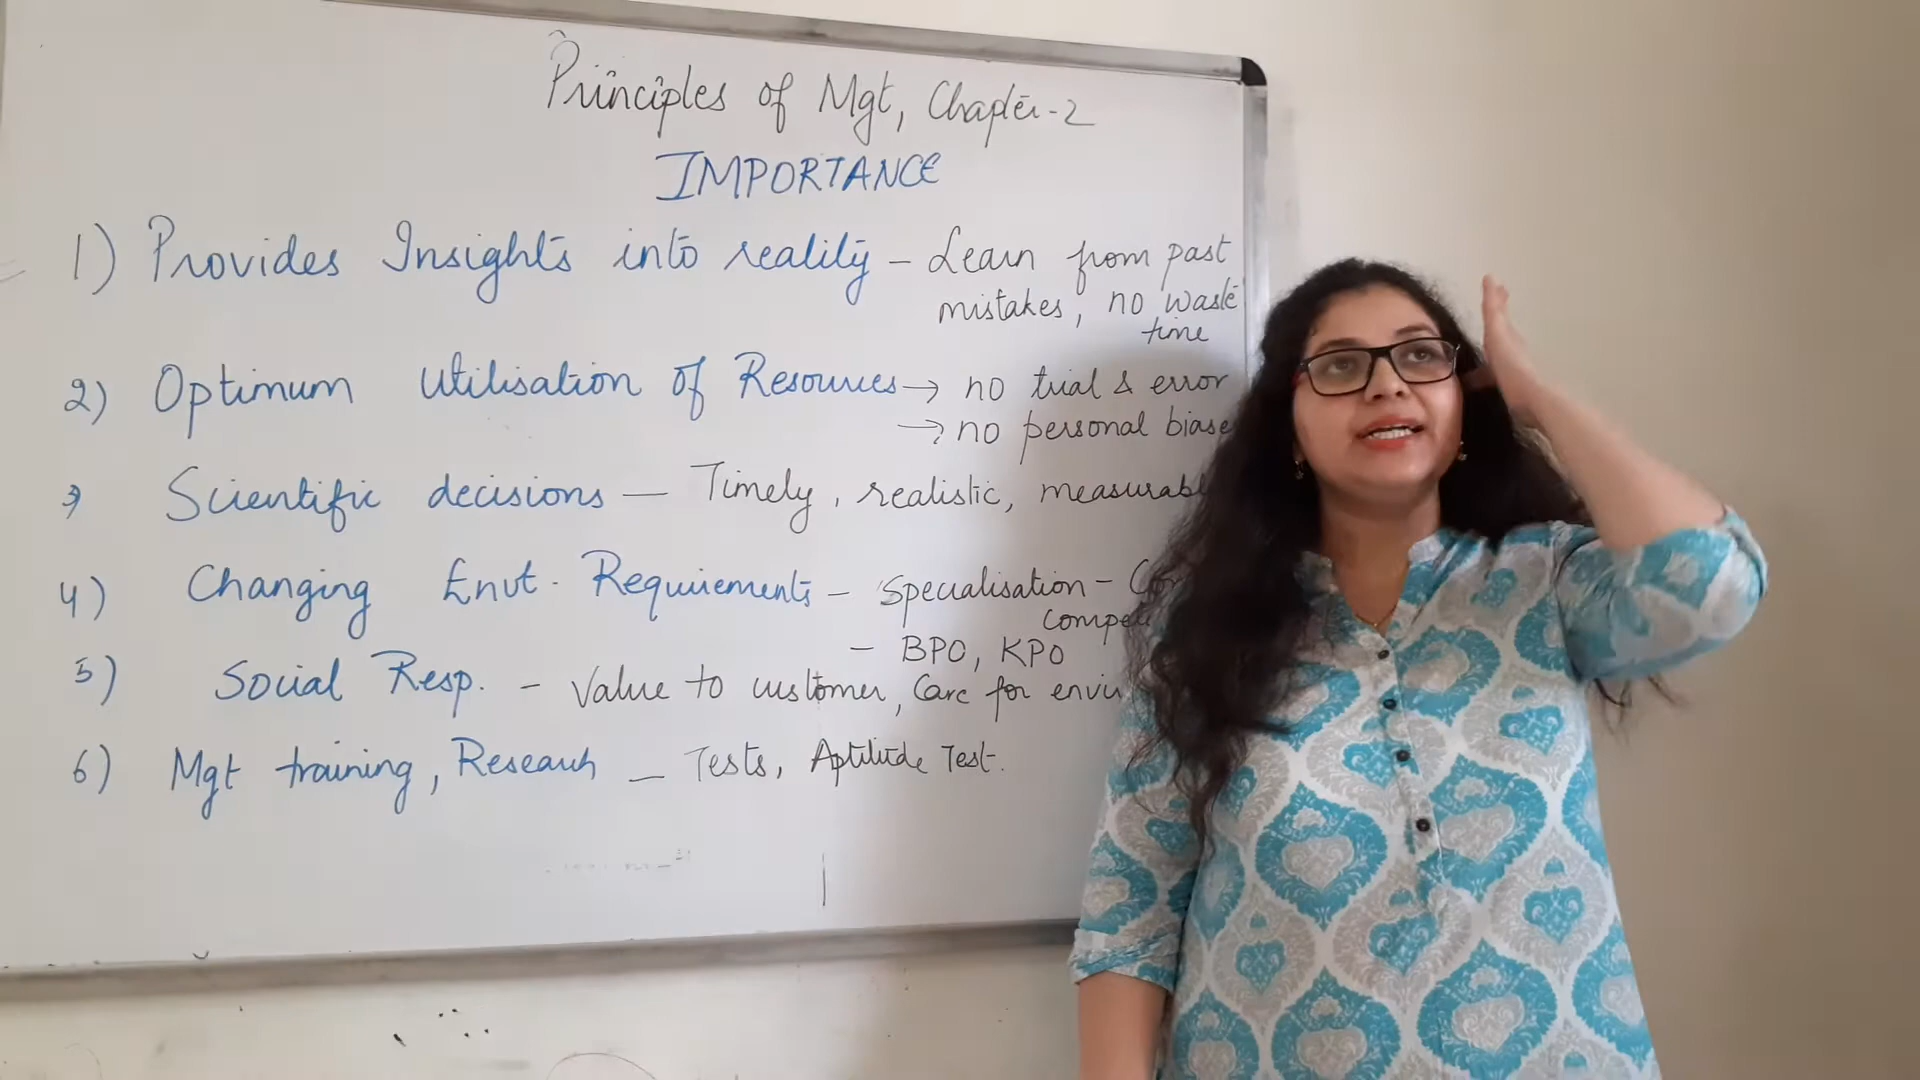 Principles of Mgt, Chapter-2
IMPORTANCE
1) Provides Insights into reality - Learn from past
mistakes, no waste
time
2) Optimum Utilisation of Resources → no trial & error
→ no personal biase
3) Scientific decisions — Timely, realistic, measurabl
4) Changing Envt. Requirements - Specialisation -
- BPO, KPO
5) Social Resp. - Value to customer, Care for envir
6) Mgt training, Research - Tests, Aptitude Test.